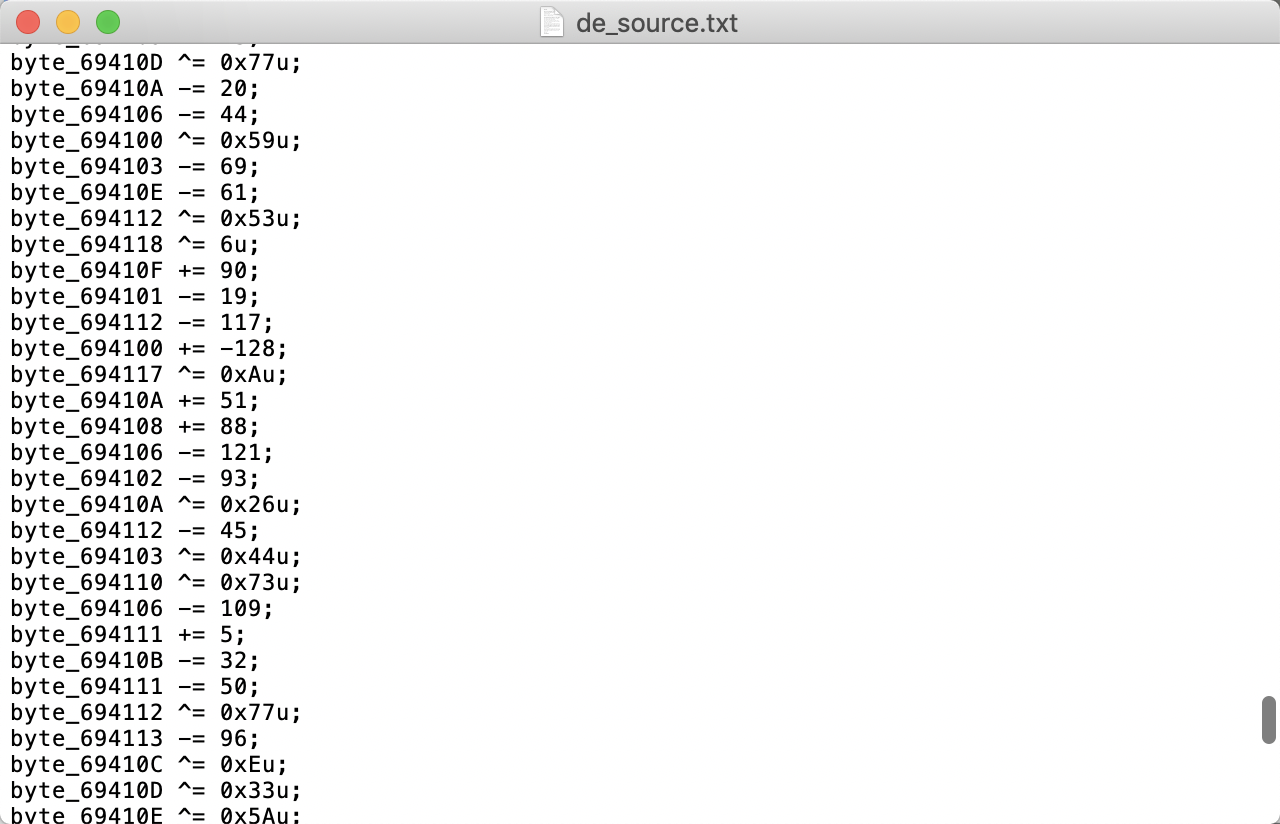 de_source.txt
byte_69410D ^= 0x77u;
byte_69410A -= 20;
byte_694106 -= 44;
byte_694100 ^= 0x59u;
byte_694103 -= 69;
byte_69410E -= 61;
byte_694112 ^= 0x53u;
byte_694118 ^= 6u;
byte_69410F += 90;
byte_694101 -= 19;
byte_694112 -= 117;
byte_694100 += -128;
byte_694117 ^= 0xAu;
byte_69410A += 51;
byte_694108 += 88;
byte_694106 -= 121;
byte_694102 -= 93;
byte_69410A ^= 0x26u;
byte_694112 -= 45;
byte_694103 ^= 0x44u;
byte_694110 ^= 0x73u;
byte_694106 -= 109;
byte_694111 += 5;
byte_69410B -= 32;
byte_694111 -= 50;
byte_694112 ^= 0x77u;
byte_694113 -= 96;
byte_69410C ^= 0xEu;
byte_69410D ^= 0x33u;
byte_69410E ^= 0x5Au;